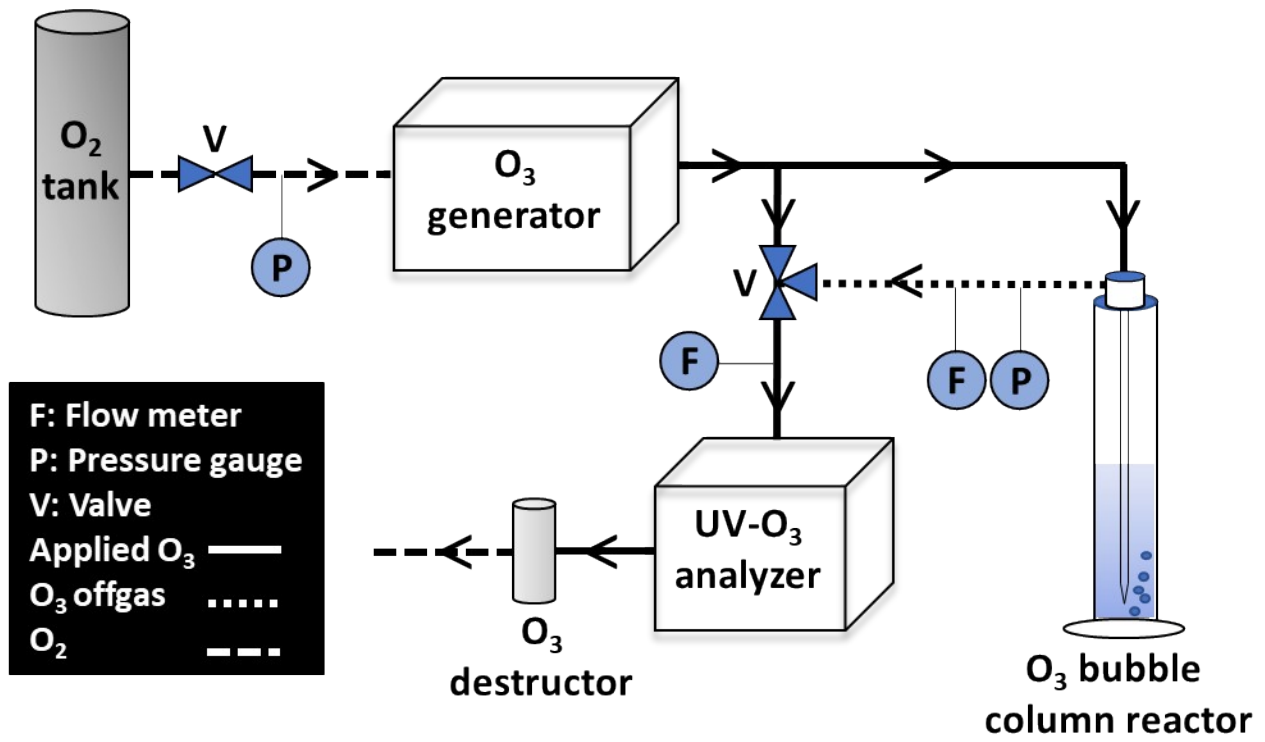 O₂
tank
V
P
O₃
generator
V
F
F
P
F: Flow meter
P: Pressure gauge
V: Valve
Applied O₃
O₃ offgas
O₂
UV-O₃
analyzer
O₃
destructor
O₃ bubble
column reactor